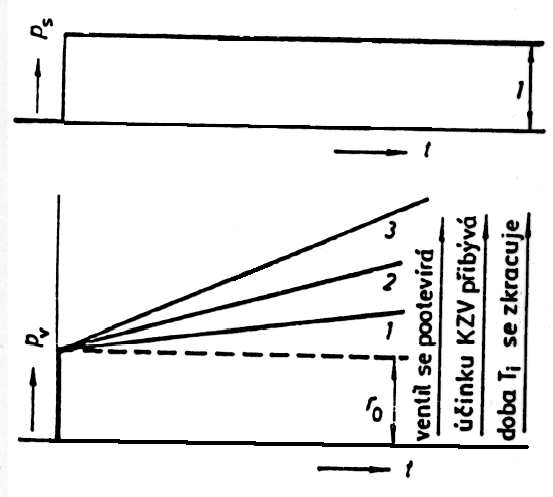 p_s
1
t
3
2
1
p_v
r_0
t
ventil se pootevírá
účinku KZV přibývá
doba T_i se zkracuje